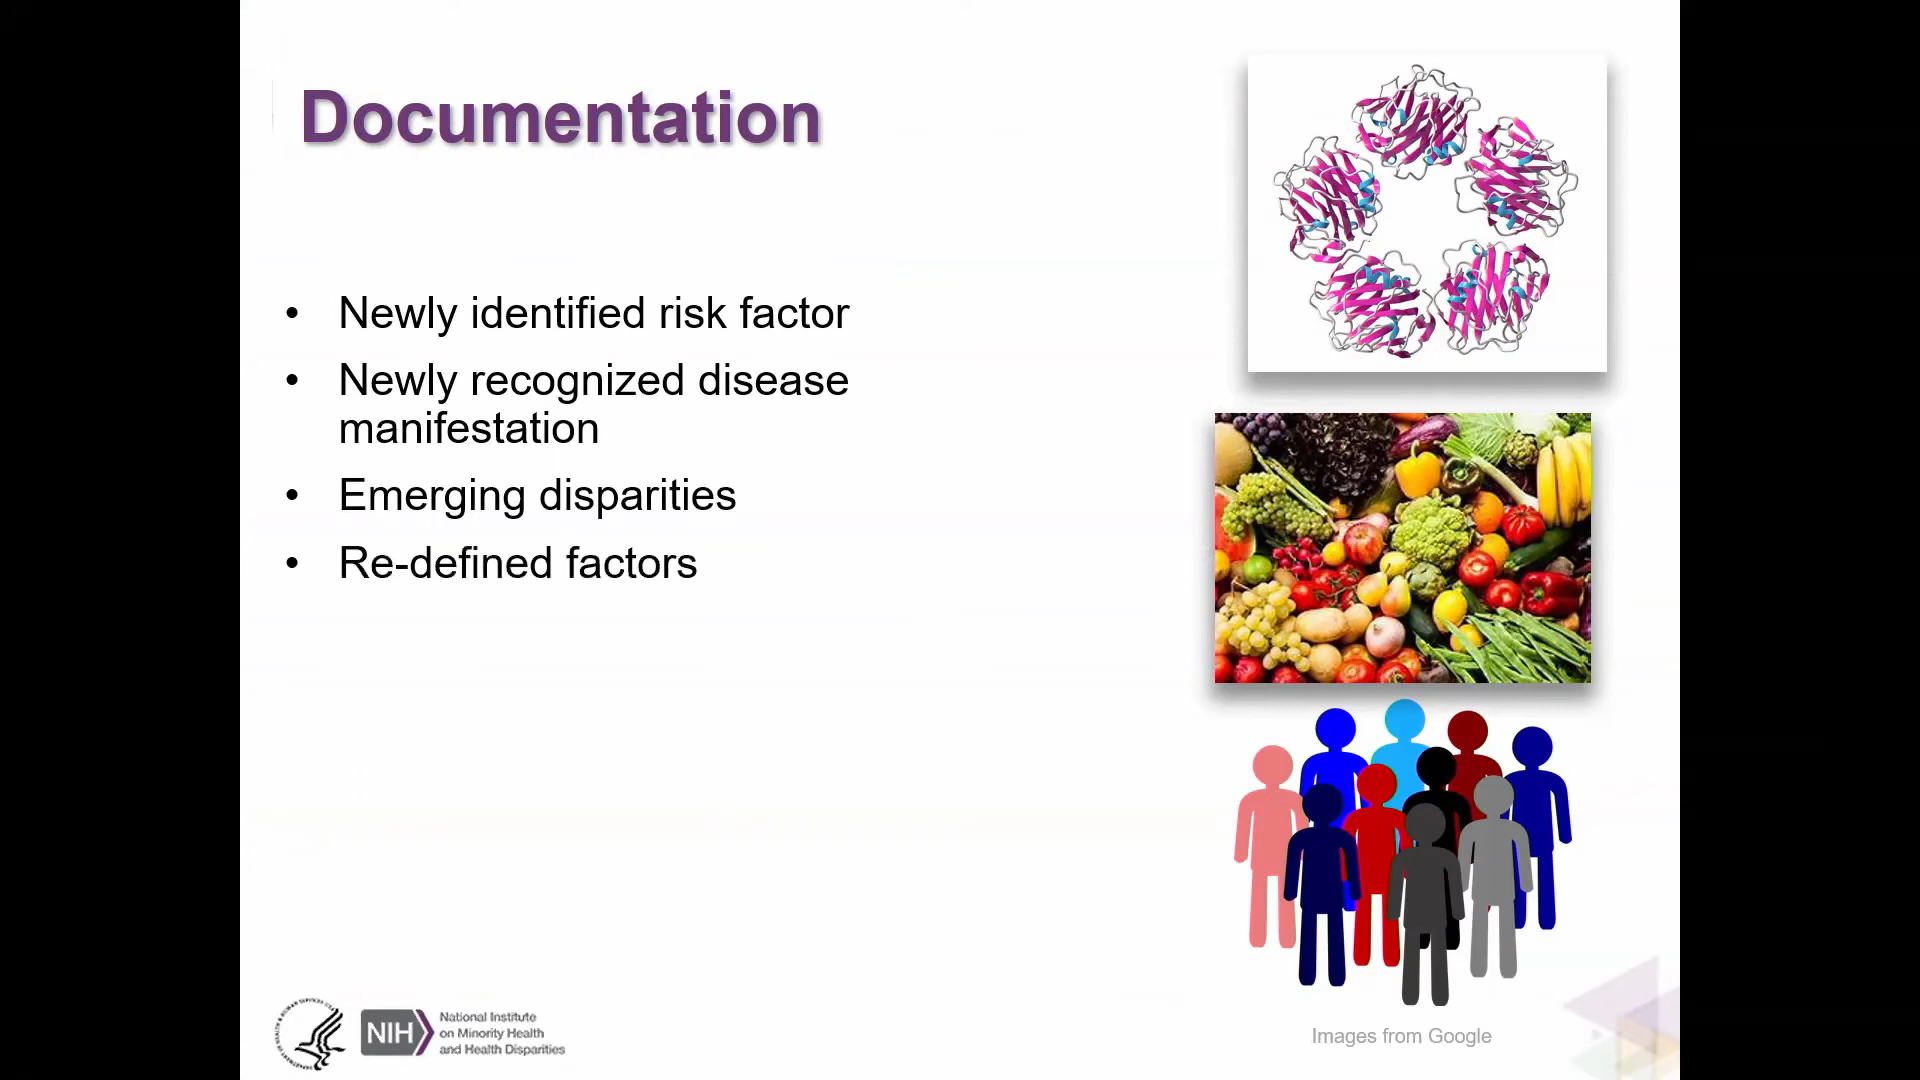 Documentation
• Newly identified risk factor
• Newly recognized disease
manifestation
• Emerging disparities
• Re-defined factors
NIH
National Institute
on Minority Health
and Health Disparities
Images from Google